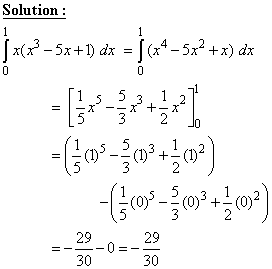 Solution :
∫₀¹ x(x³ − 5x + 1) dx = ∫₀¹ (x⁴ − 5x² + x) dx
= [1/5 x⁵ − 5/3 x³ + 1/2 x²]₀¹
= (1/5 (1)⁵ − 5/3 (1)³ + 1/2 (1)²)
− (1/5 (0)⁵ − 5/3 (0)³ + 1/2 (0)²)
= − 29/30 − 0 = − 29/30